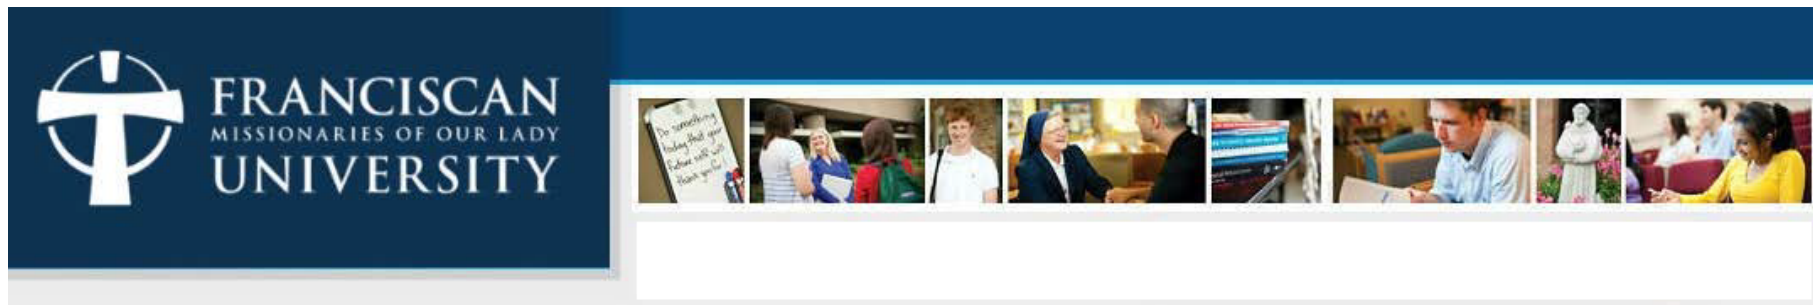 FRANCISCAN
MISSIONARIES OF OUR LADY
UNIVERSITY
Do something
today that your
future self will
thank you for